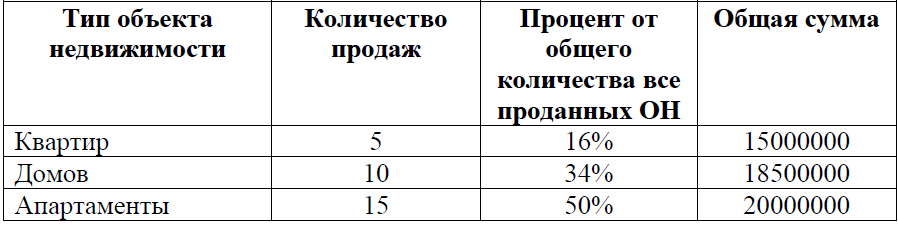 Тип объекта недвижимости Количество продаж Процент от общего количества все проданных ОН Общая сумма
Квартир 5 16% 15000000
Домов 10 34% 18500000
Апартаменты 15 50% 20000000